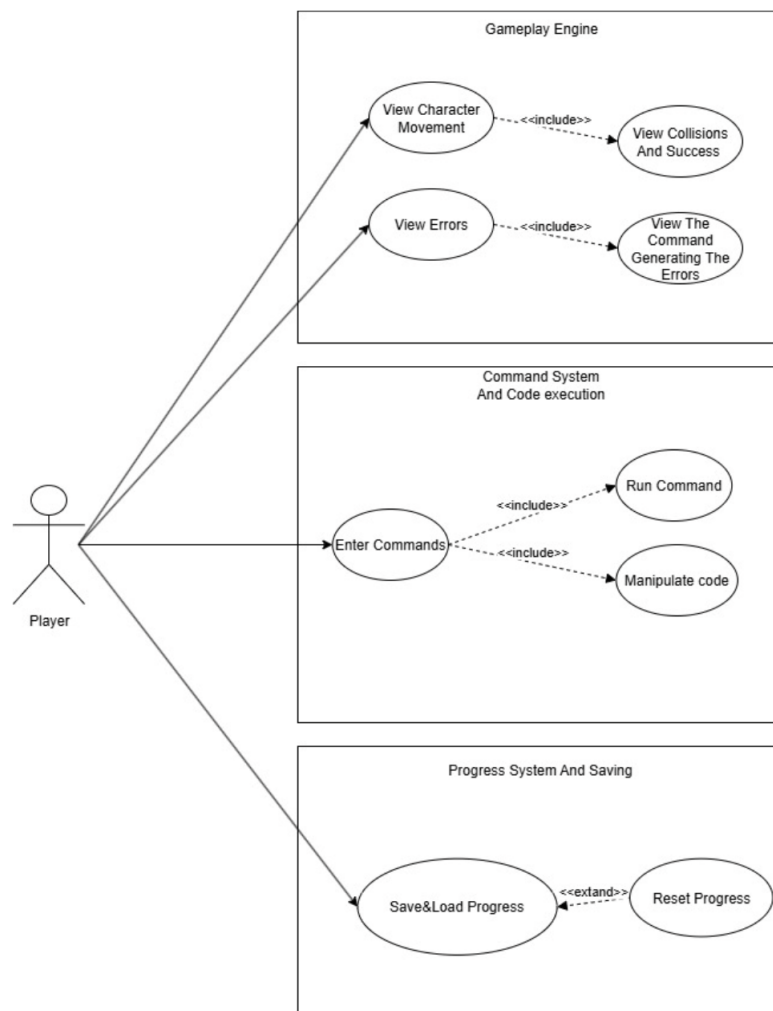 Gameplay Engine
View Character
Movement
<<include>>
View Collisions
And Success
View Errors
<<include>>
View The
Command
Generating The
Errors
Command System
And Code execution
Enter Commands
<<include>>
Run Command
<<include>>
Manipulate code
Player
Progress System And Saving
Save&Load Progress
<<extand>>
Reset Progress